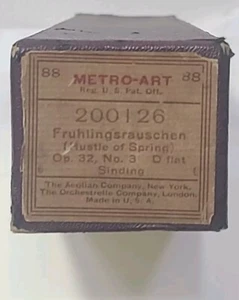 88 METRO-ART 88
Reg. U. S. Pat. Off.
200126
Fruhlingsrauschen
(Rustle of Spring)
Op. 32, No. 3 D flat
Sinding
The Aeolian Company, New York.
The Orchestrelle Company, London.
Made in U. S. A.